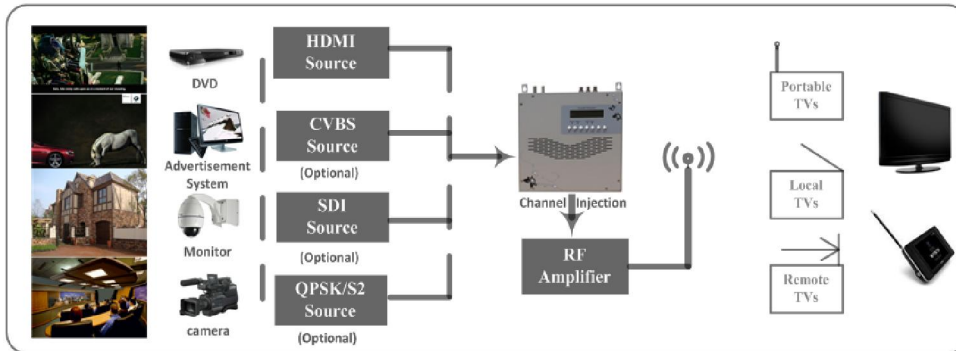 DVD
Advertisement
System
Monitor
camera
HDMI
Source
CVBS
Source
(Optional)
SDI
Source
(Optional)
QPSK/S2
Source
(Optional)
Channel Injection
RF
Amplifier
Portable
TVs
Local
TVs
Remote
TVs